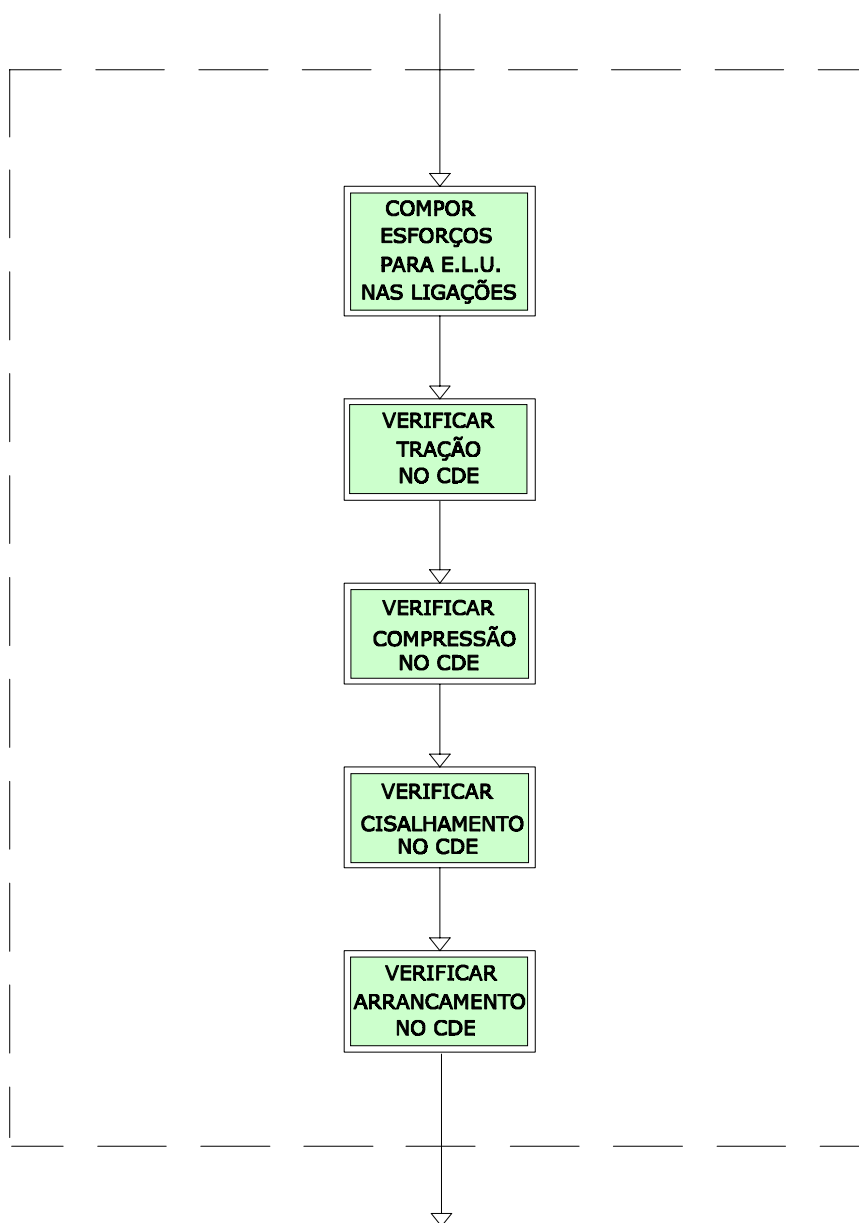 COMPOR
ESFORÇOS
PARA E.L.U.
NAS LIGAÇÕES
VERIFICAR
TRAÇÃO
NO CDE
VERIFICAR
COMPRESSÃO
NO CDE
VERIFICAR
CISALHAMENTO
NO CDE
VERIFICAR
ARRANCAMENTO
NO CDE